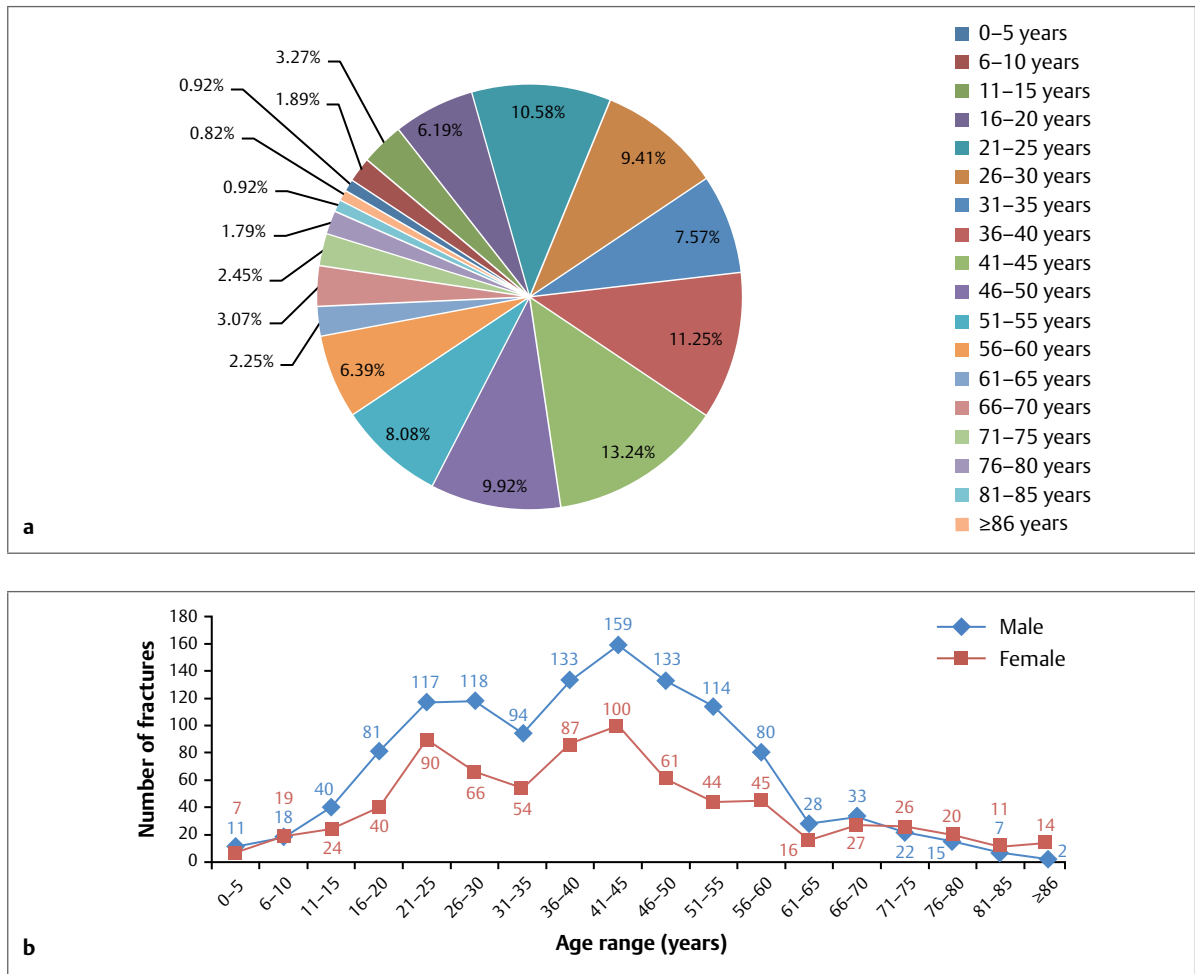 3.27%
0.92%
1.89%
0.82%
0.92%
1.79%
2.45%
3.07%
2.25%
6.19%
10.58%
9.41%
7.57%
11.25%
13.24%
9.92%
8.08%
6.39%
0–5 years
6–10 years
11–15 years
16–20 years
21–25 years
26–30 years
31–35 years
36–40 years
41–45 years
46–50 years
51–55 years
56–60 years
61–65 years
66–70 years
71–75 years
76–80 years
81–85 years
≥86 years
a
Number of fractures
180
160
140
120
100
80
60
40
20
0
Male
Female
11 18 40 81 117 118 94 133 159 133 114 80 28 33 22 15 7 2
7 19 24 40 90 66 54 87 100 61 44 45 16 27 26 20 11 14
0–5 6–10 11–15 16–20 21–25 26–30 31–35 36–40 41–45 46–50 51–55 56–60 61–65 66–70 71–75 76–80 81–85 ≥86
Age range (years)
b